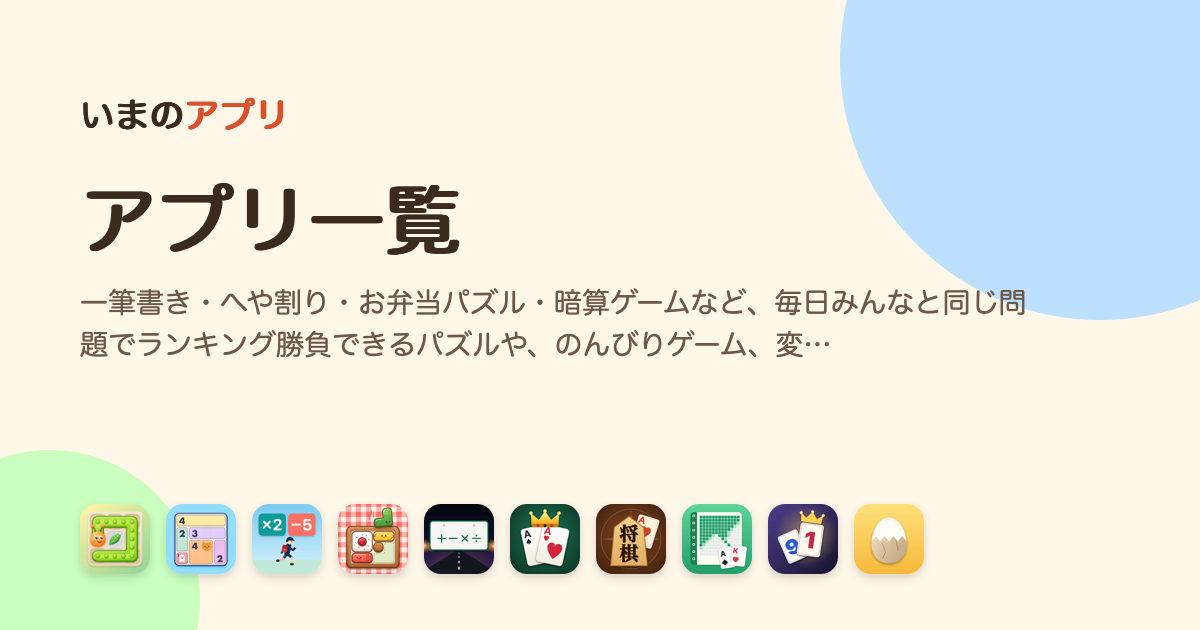 いまのアプリ
アプリ一覧
一筆書き・へや割り・お弁当パズル・暗算ゲームなど、毎日みんなと同じ問
題でランキング勝負できるパズルや、のんびりゲーム、変…
4
2 3
4
2
×2 −5
+−×÷
A A
将棋 A
A K
9 1